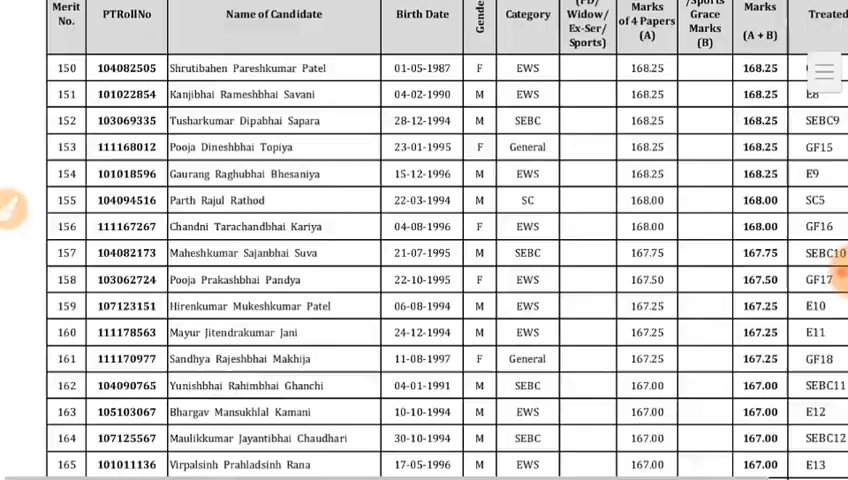 Merit No. PTRollNo Name of Candidate Birth Date Gende Category (PD/ Widow/ Ex-Ser/ Sports) Marks of 4 Papers (A) /Sports Grace Marks (B) Marks (A + B) Treated
150 104082505 Shrutibahen Pareshkumar Patel 01-05-1987 F EWS 168.25 168.25
151 101022854 Kanjibhai Rameshbhai Savani 04-02-1990 M EWS 168.25 168.25 E8
152 103069335 Tusharkumar Dipabhai Sapara 28-12-1994 M SEBC 168.25 168.25 SEBC9
153 111168012 Pooja Dineshbhai Topiya 23-01-1995 F General 168.25 168.25 GF15
154 101018596 Gaurang Raghubhai Bhesaniya 15-12-1996 M EWS 168.25 168.25 E9
155 104094516 Parth Rajul Rathod 22-03-1994 M SC 168.00 168.00 SC5
156 111167267 Chandni Tarachandbhai Kariya 04-08-1996 F EWS 168.00 168.00 GF16
157 104082173 Maheshkumar Sajanbhai Suva 21-07-1995 M SEBC 167.75 167.75 SEBC10
158 103062724 Pooja Prakashbhai Pandya 22-10-1995 F EWS 167.50 167.50 GF17
159 107123151 Hirenkumar Mukeshkumar Patel 06-08-1994 M EWS 167.25 167.25 E10
160 111178563 Mayur Jitendrakumar Jani 24-12-1994 M EWS 167.25 167.25 E11
161 111170977 Sandhya Rajeshbhai Makhija 11-08-1997 F General 167.25 167.25 GF18
162 104090765 Yunishbhai Rahimbhai Ghanchi 04-01-1991 M SEBC 167.00 167.00 SEBC11
163 105103067 Bhargav Mansukhlal Kamani 10-10-1994 M EWS 167.00 167.00 E12
164 107125567 Maulikkumar Jayantibhai Chaudhari 30-10-1994 M SEBC 167.00 167.00 SEBC12
165 101011136 Virpalsinh Prahladsinh Rana 17-05-1996 M EWS 167.00 167.00 E13